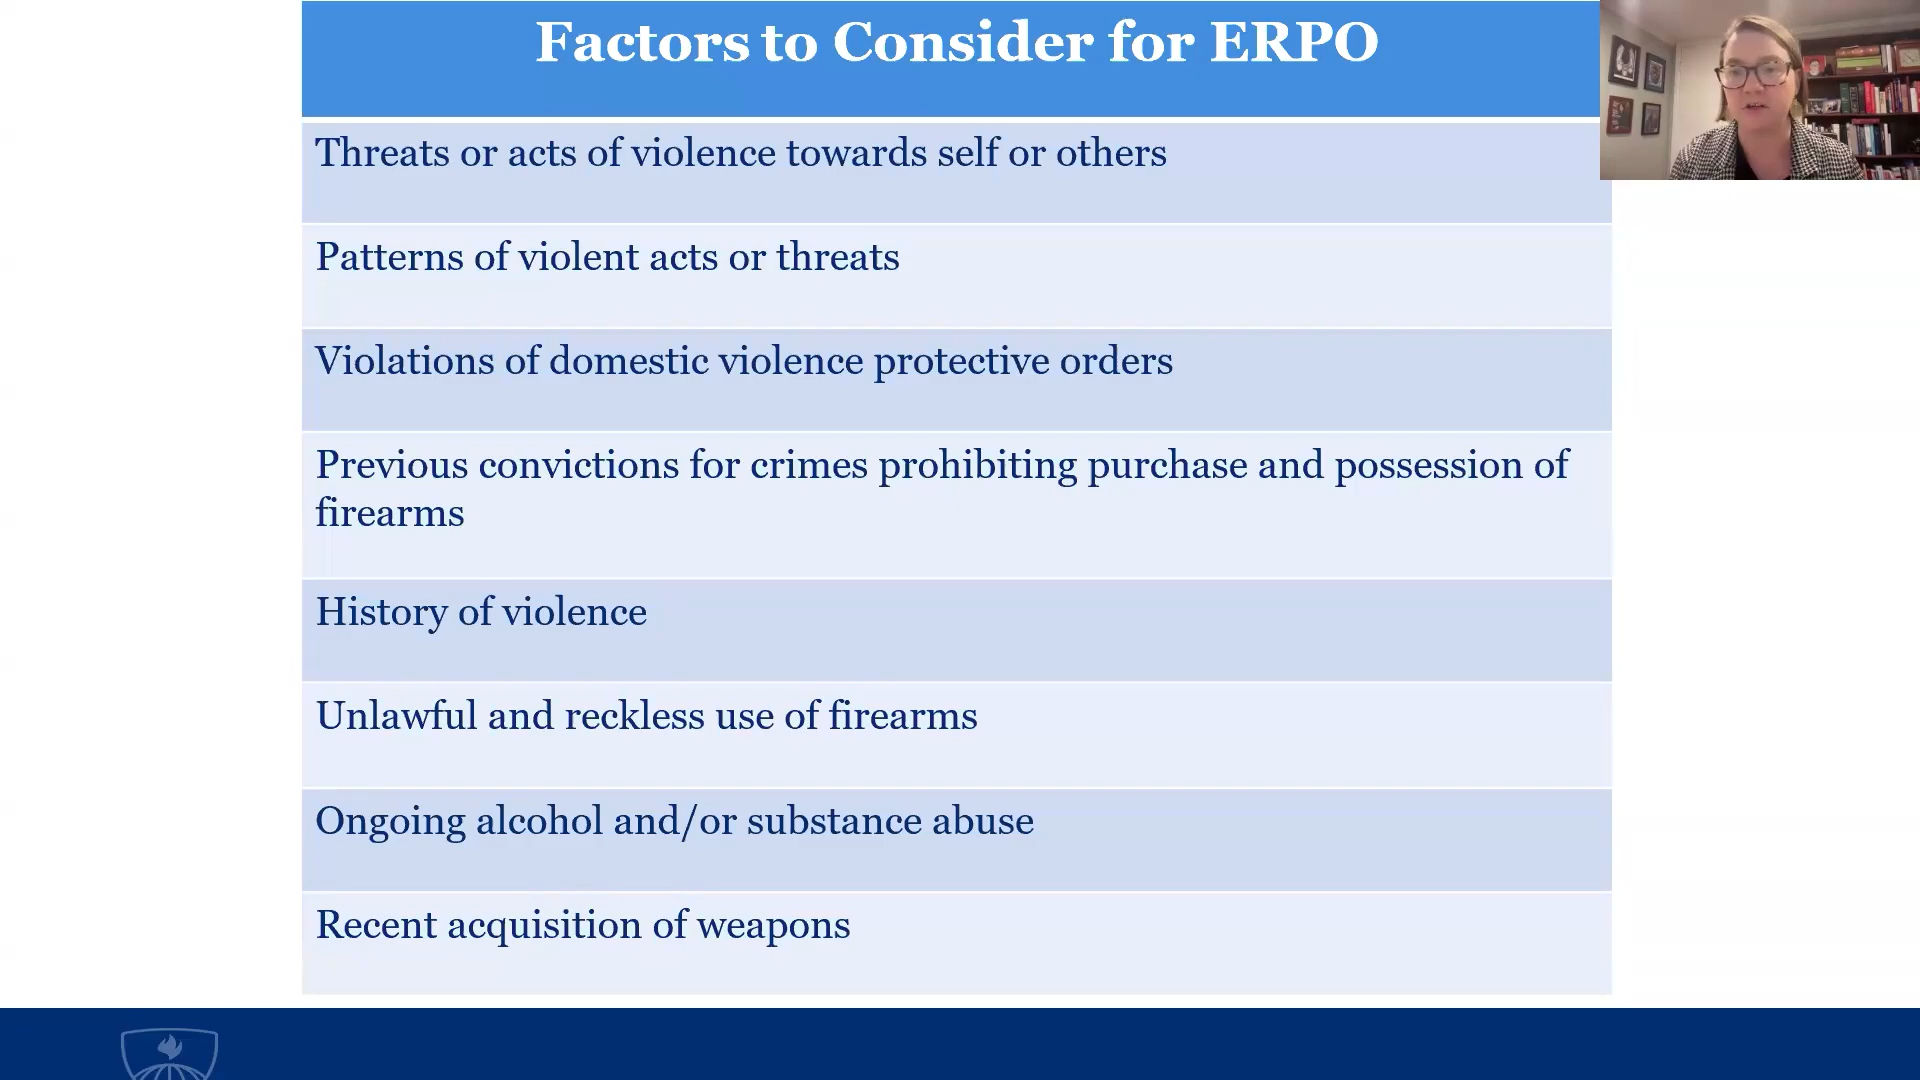 Factors to Consider for ERPO
Threats or acts of violence towards self or others
Patterns of violent acts or threats
Violations of domestic violence protective orders
Previous convictions for crimes prohibiting purchase and possession of
firearms
History of violence
Unlawful and reckless use of firearms
Ongoing alcohol and/or substance abuse
Recent acquisition of weapons